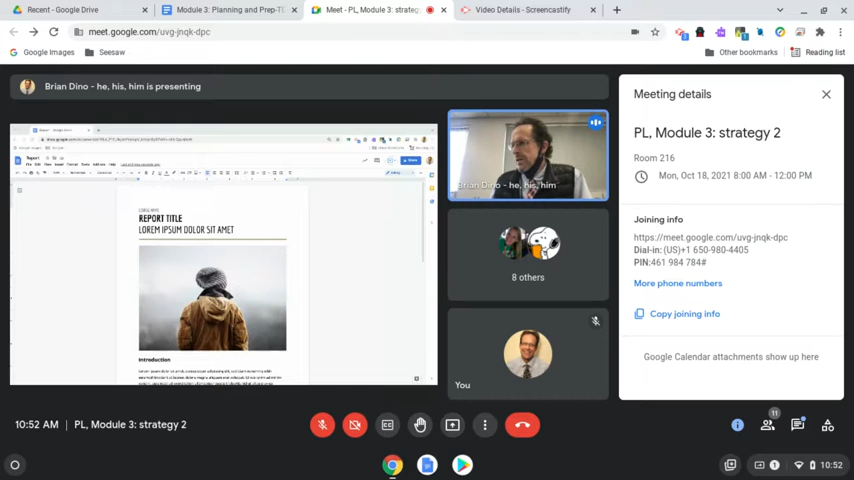 Recent - Google Drive
Module 3: Planning and Prep-TE
Meet - PL, Module 3: strategy
Video Details - Screencastify
meet.google.com/uvg-jnqk-dpc
Google Images
Seesaw
Other bookmarks
Reading list
Brian Dino - he, his, him is presenting
REPORT TITLE
LOREM IPSUM DOLOR SIT AMET
Introduction
Brian Dino - he, his, him
8 others
You
Meeting details
PL, Module 3: strategy 2
Room 216
Mon, Oct 18, 2021 8:00 AM - 12:00 PM
Joining info
https://meet.google.com/uvg-jnqk-dpc
Dial-in: (US)+1 650-980-4405
PIN:461 984 784#
More phone numbers
Copy joining info
Google Calendar attachments show up here
10:52 AM | PL, Module 3: strategy 2
11
1
10:52